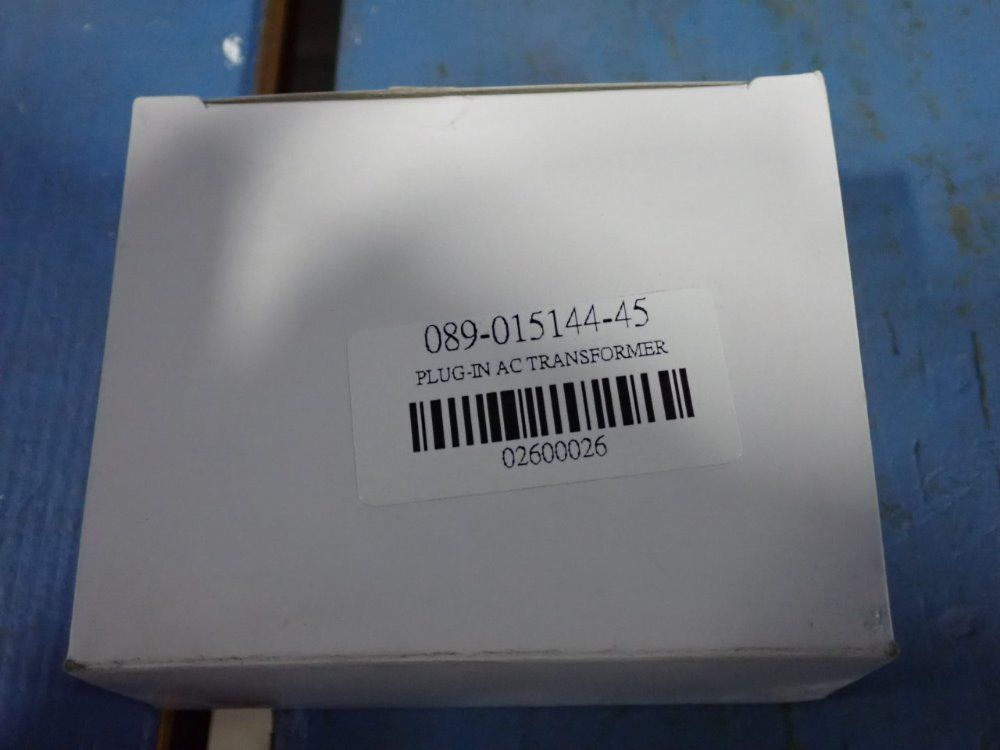 089-015144-45
PLUG-IN AC TRANSFORMER
02600026